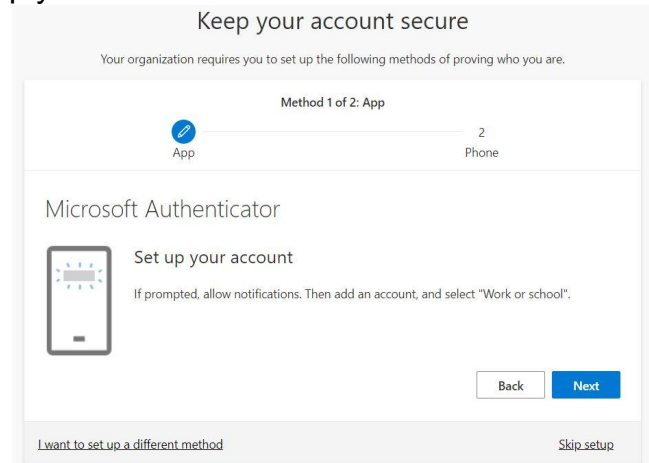 Keep your account secure
Your organization requires you to set up the following methods of proving who you are.
Method 1 of 2: App
App
2
Phone
Microsoft Authenticator
Set up your account
If prompted, allow notifications. Then add an account, and select "Work or school".
Back Next
I want to set up a different method Skip setup